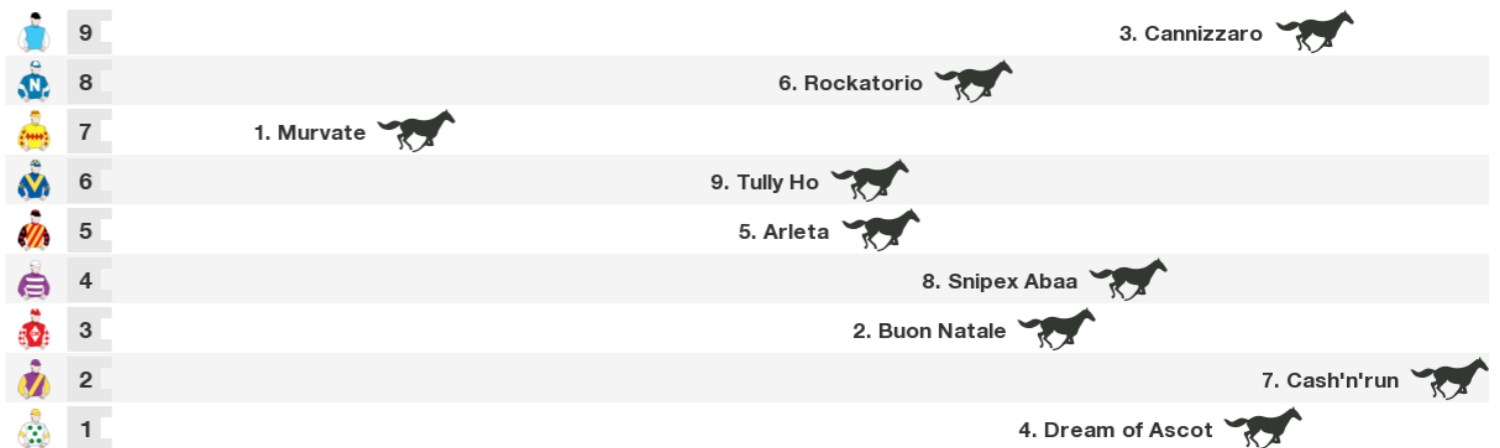 9 3. Cannizzaro
8 6. Rockatorio
7 1. Murvate
6 9. Tully Ho
5 5. Arleta
4 8. Snipex Abaa
3 2. Buon Natale
2 7. Cash'n'run
1 4. Dream of Ascot
N